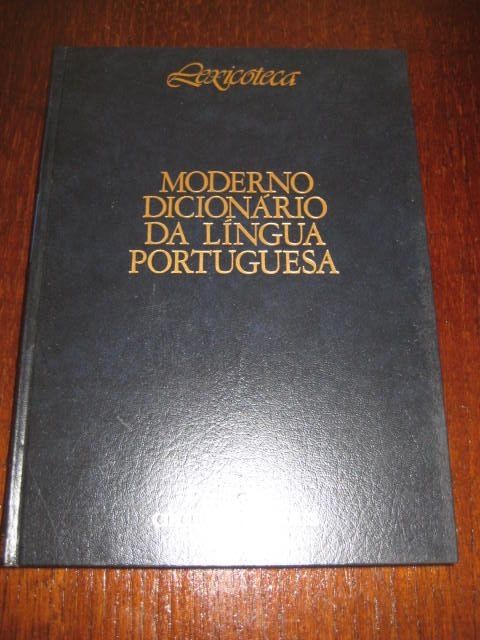 Lexicoteca
MODERNO
DICIONÁRIO
DA LÍNGUA
PORTUGUESA